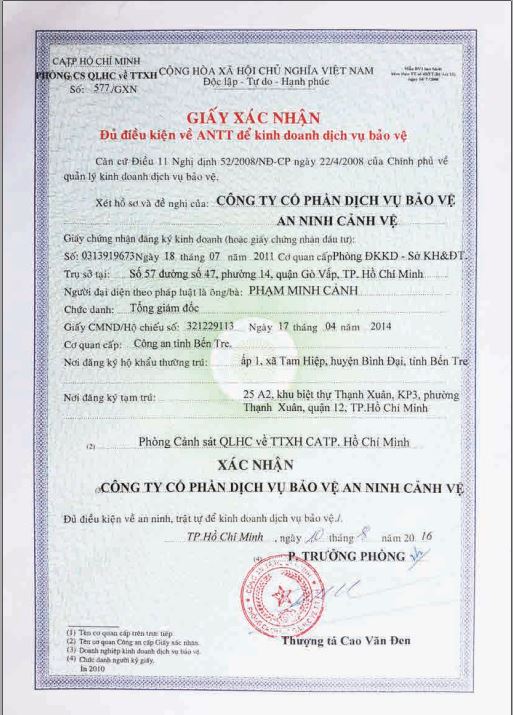 CATP HỒ CHÍ MINH
PHÒNG CS QLHC về TTXH
Số: 577/GXN
CỘNG HÒA XÃ HỘI CHỦ NGHĨA VIỆT NAM
Độc lập - Tự do - Hạnh phúc
GIẤY XÁC NHẬN
Đủ điều kiện về ANTT để kinh doanh dịch vụ bảo vệ
Căn cứ Điều 11 Nghị định 52/2008/NĐ-CP ngày 22/4/2008 của Chính phủ về
quản lý kinh doanh dịch vụ bảo vệ.
Xét hồ sơ và đề nghị của: CÔNG TY CỔ PHẦN DỊCH VỤ BẢO VỆ
AN NINH CẢNH VỆ
Giấy chứng nhận đăng ký kinh doanh (hoặc giấy chứng nhận đầu tư):
Số: 0313919673 Ngày 18 tháng 07 năm 2011 Cơ quan cấp Phòng ĐKKD - Sở KH&ĐT.
Trụ sở tại: Số 57 đường số 47, phường 14, quận Gò Vấp, TP. Hồ Chí Minh
Người đại diện theo pháp luật là ông/bà: PHẠM MINH CẢNH
Chức danh: Tổng giám đốc
Giấy CMND/Hộ chiếu số: 321229113 Ngày 17 tháng 04 năm 2014
Cơ quan cấp: Công an tỉnh Bến Tre.
Nơi đăng ký hộ khẩu thường trú: ấp 1, xã Tam Hiệp, huyện Bình Đại, tỉnh Bến Tre
Nơi đăng ký tạm trú: 25 A2, khu biệt thự Thạnh Xuân, KP3, phường
Thạnh Xuân, quận 12, TP.Hồ Chí Minh
(2) Phòng Cảnh sát QLHC về TTXH CATP. Hồ Chí Minh
XÁC NHẬN
CÔNG TY CỔ PHẦN DỊCH VỤ BẢO VỆ AN NINH CẢNH VỆ
Đủ điều kiện về an ninh, trật tự để kinh doanh dịch vụ bảo vệ./.
TP.Hồ Chí Minh, ngày 10 tháng 8 năm 2016
(4) P. TRƯỞNG PHÒNG
Thượng tá Cao Văn Đen
(1) Tên cơ quan cấp trên trực tiếp.
(2) Tên cơ quan Công an cấp Giấy xác nhận.
(3) Doanh nghiệp kinh doanh dịch vụ bảo vệ.
(4) Chức danh người ký giấy.
In 2010